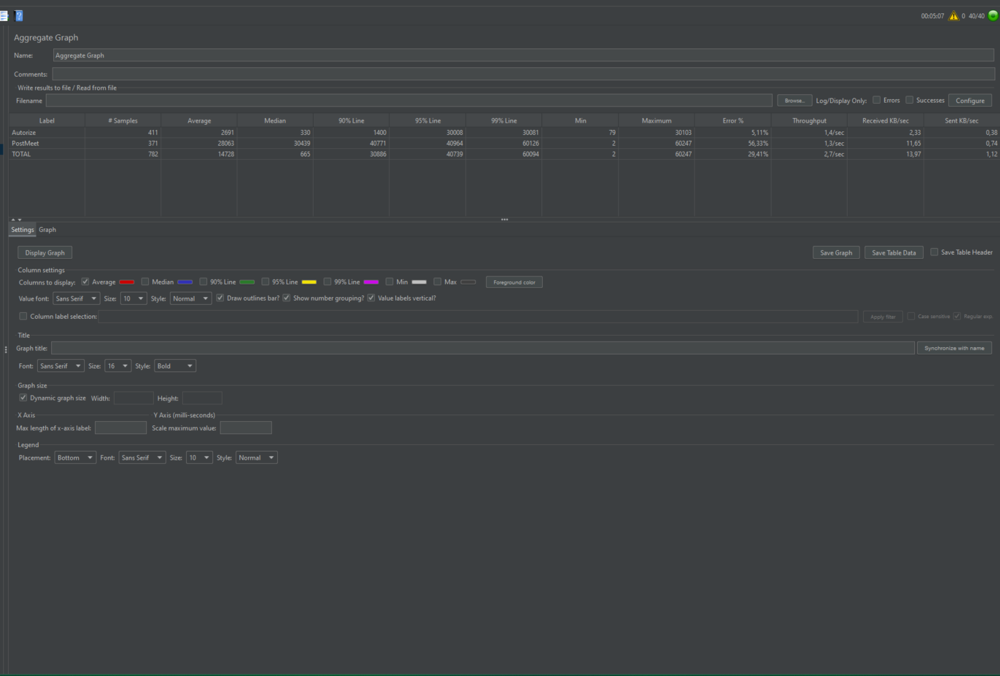 00:05:07 0 40/40
Aggregate Graph
Name: Aggregate Graph
Comments:
Write results to file / Read from file
Filename Browse... Log/Display Only: Errors Successes Configure
Label # Samples Average Median 90% Line 95% Line 99% Line Min Maximum Error % Throughput Received KB/sec Sent KB/sec
Autorize 411 2691 330 1400 30008 30081 79 30103 5,11% 1,4/sec 2,33 0,38
PostMeet 371 28063 30439 40771 40964 60126 2 60247 56,33% 1,3/sec 11,65 0,74
TOTAL 782 14728 665 30886 40739 60094 2 60247 29,41% 2,7/sec 13,97 1,12
Settings Graph
Display Graph Save Graph Save Table Data Save Table Header
Column settings
Columns to display: Average Median 90% Line 95% Line 99% Line Min Max Foreground color
Value font: Sans Serif Size: 10 Style: Normal Draw outlines bar? Show number grouping? Value labels vertical?
Column label selection: Apply filter Case sensitive Regular exp.
Title
Graph title: Synchronize with name
Font: Sans Serif Size: 16 Style: Bold
Graph size
Dynamic graph size Width: Height:
X Axis Y Axis (milli-seconds)
Max length of x-axis label: Scale maximum value:
Legend
Placement: Bottom Font: Sans Serif Size: 10 Style: Normal